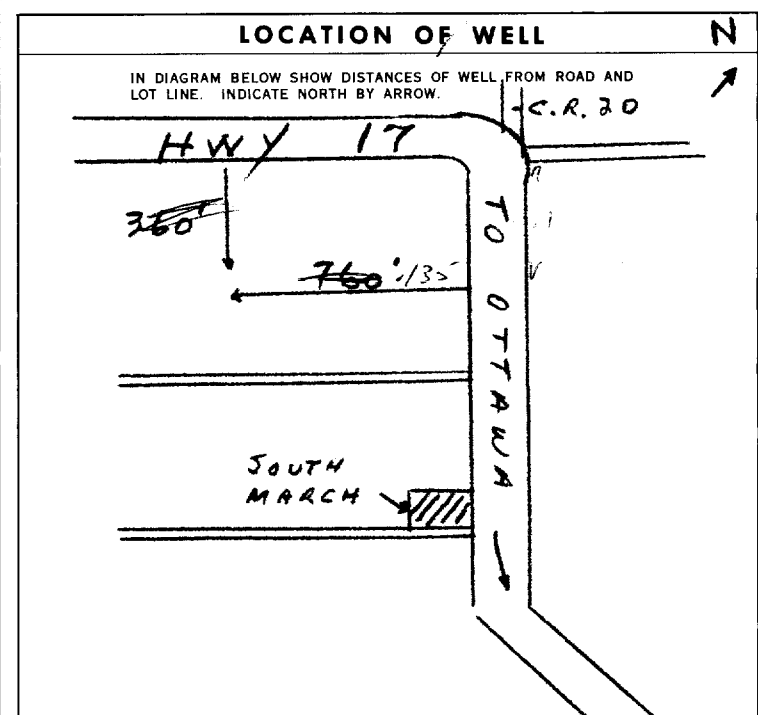 LOCATION OF WELL
N
IN DIAGRAM BELOW SHOW DISTANCES OF WELL FROM ROAD AND
LOT LINE. INDICATE NORTH BY ARROW.
C.R. 20
HWY 17
360'
760' 135
TO OTTAWA
SOUTH
MARCH